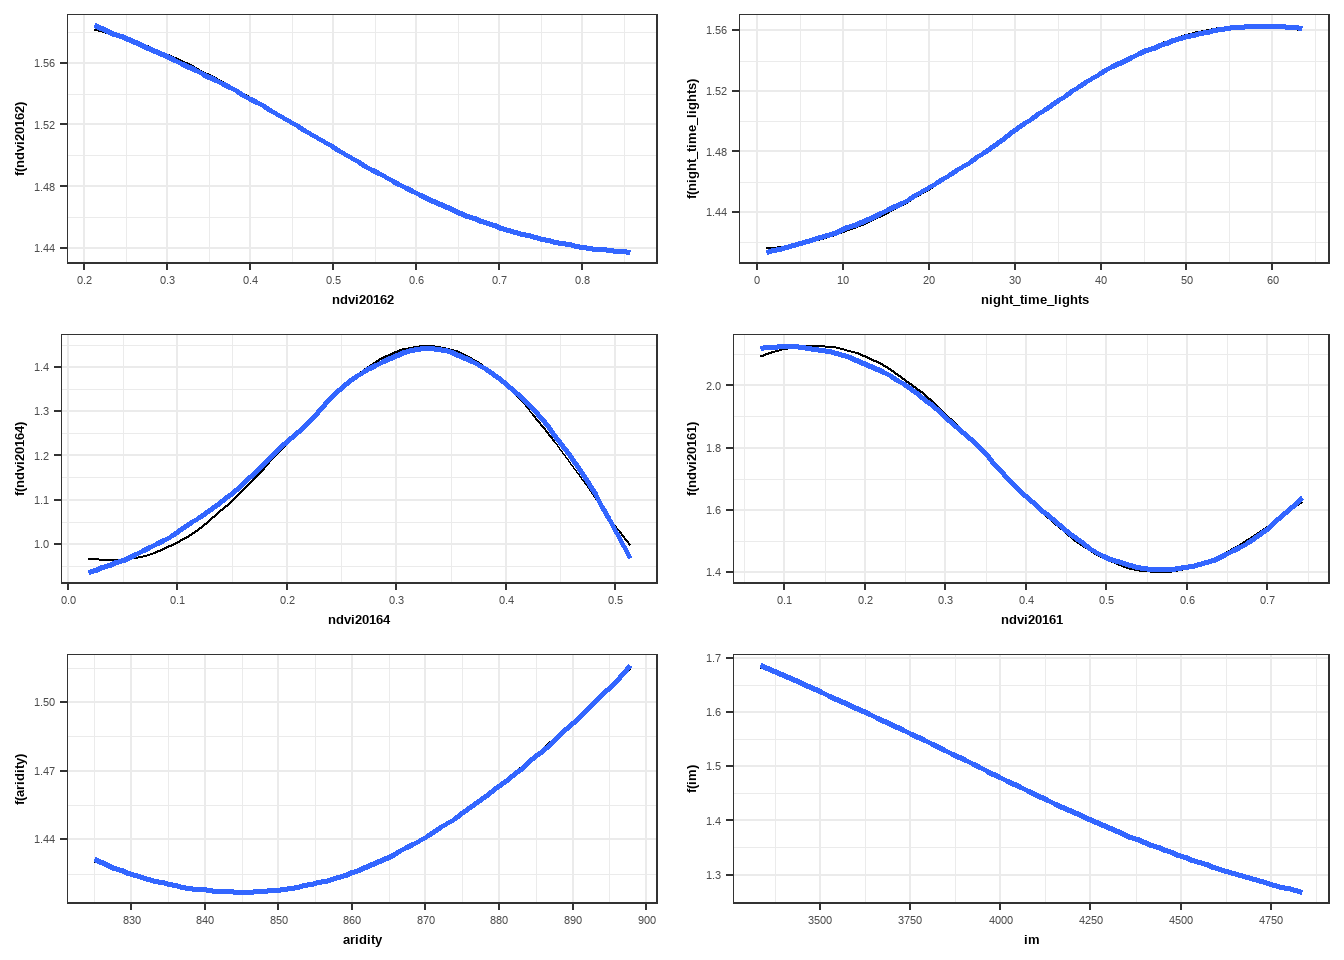 f(ndvi20162)
1.56
1.52
1.48
1.44
0.2 0.3 0.4 0.5 0.6 0.7 0.8
ndvi20162
f(night_time_lights)
1.56
1.52
1.48
1.44
0 10 20 30 40 50 60
night_time_lights
f(ndvi20164)
1.4
1.3
1.2
1.1
1.0
0.0 0.1 0.2 0.3 0.4 0.5
ndvi20164
f(ndvi20161)
2.0
1.8
1.6
1.4
0.1 0.2 0.3 0.4 0.5 0.6 0.7
ndvi20161
f(aridity)
1.50
1.47
1.44
830 840 850 860 870 880 890 900
aridity
f(im)
1.7
1.6
1.5
1.4
1.3
3500 3750 4000 4250 4500 4750
im